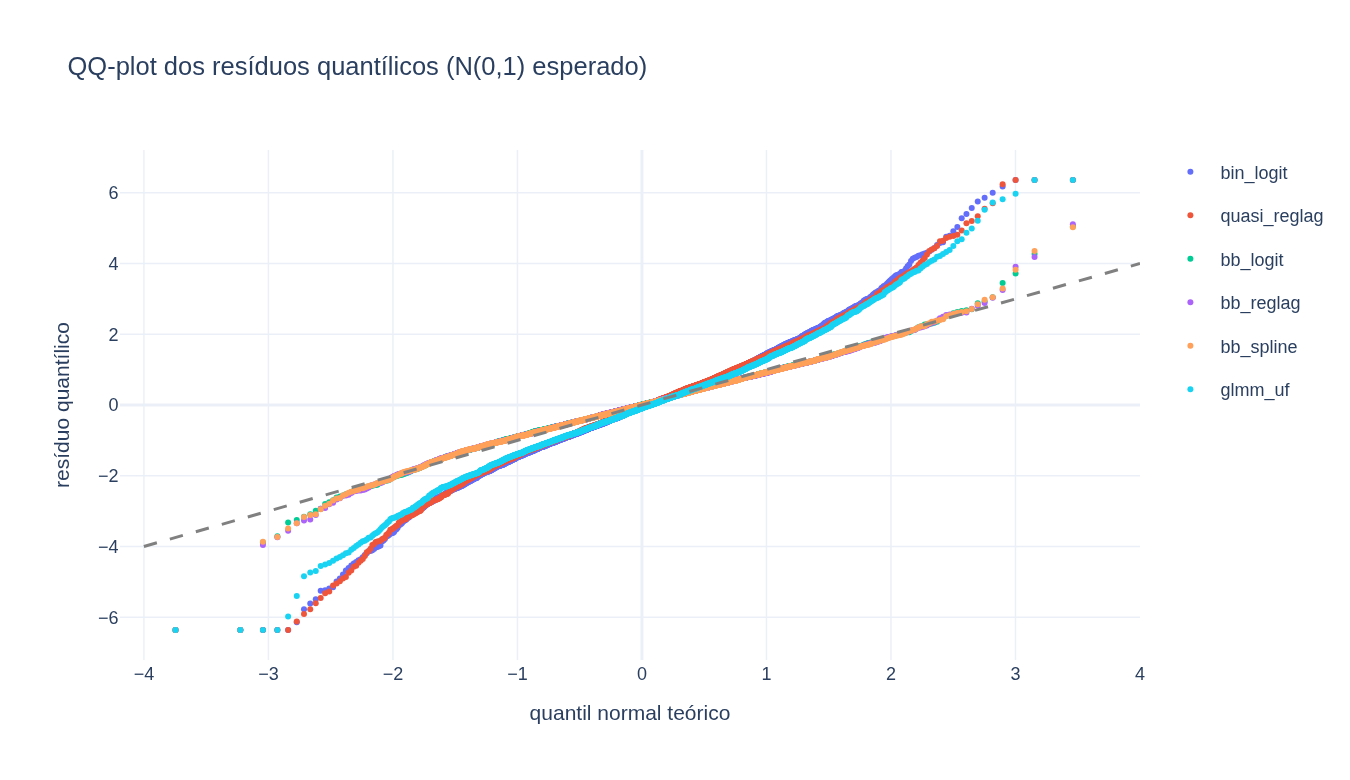 QQ-plot dos resíduos quantílicos (N(0,1) esperado)
resíduo quantílico
6
4
2
0
−2
−4
−6
−4
−3
−2
−1
0
1
2
3
4
quantil normal teórico
bin_logit
quasi_reglag
bb_logit
bb_reglag
bb_spline
glmm_uf